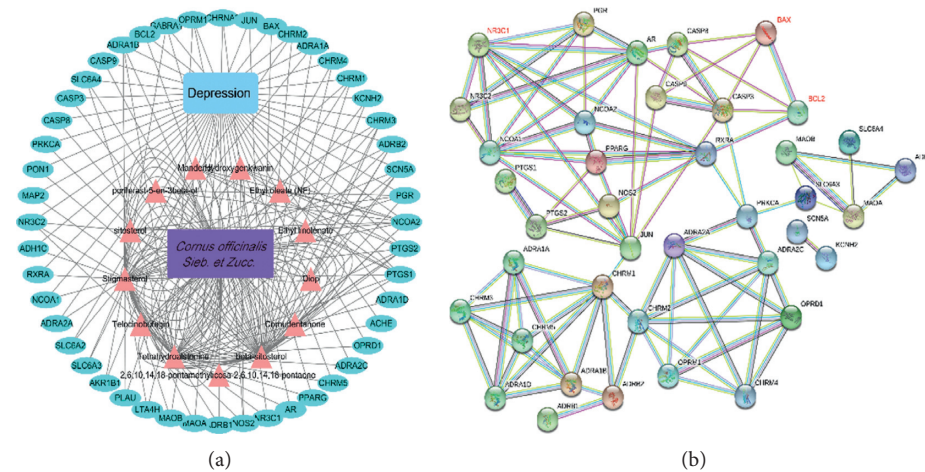 OPRM1
CHRNA
JUN
BAX
CHRM2
ADRA1A
CHRM4
CHRM1
KCNH2
CHRM3
ADRB2
SCN5A
PGR
NCOA2
PTGS2
PTGS1
ADRA1D
ACHE
OPRD1
ADRA2C
CHRM5
PPARG
AR
NR3C1
NOS2
DRB1
MAOA
MAOB
LTA4H
PLAU
AKR1B1
SLC6A3
SLC6A2
ADRA2A
NCOA1
RXRA
ADH1C
NR3C2
MAP2
PON1
PRKCA
CASP8
CASP3
SLC6A4
CASP9
ADRA1B
BCL2
GABRA
Depression
Hydroxygenkwanin
Ethyl oleate (NF)
Ethyl linolenate
Diop
Cornudentanone
beta-sitosterol
2,6,10,14,18-pentamethylicosa-2,6,10,14,18-pentaene
Tetrahydroalstonine
Telocinobufagin
Stigmasterol
sitosterol
poriferast-5-en-3beta-ol
Cornus officinalis
Sieb. et Zucc.
(a)
PGR
NR3C1
AR
CASP8
BAX
NR3C2
CASP9
CASP3
BCL2
NCOA2
NCOA1
RXRA
MAOB
SLC6A4
PPARG
PTGS1
NOS2
SLC6A3
MAOA
PTGS2
PRKCA
SCN5A
KCNH2
JUN
ADRA2A
ADRA2C
ADRA1A
CHRM1
CHRM3
CHRM2
OPRD1
CHRM5
ADRA1B
ADRA1D
ADRB2
OPRM1
CHRM4
ADRB1
(b)